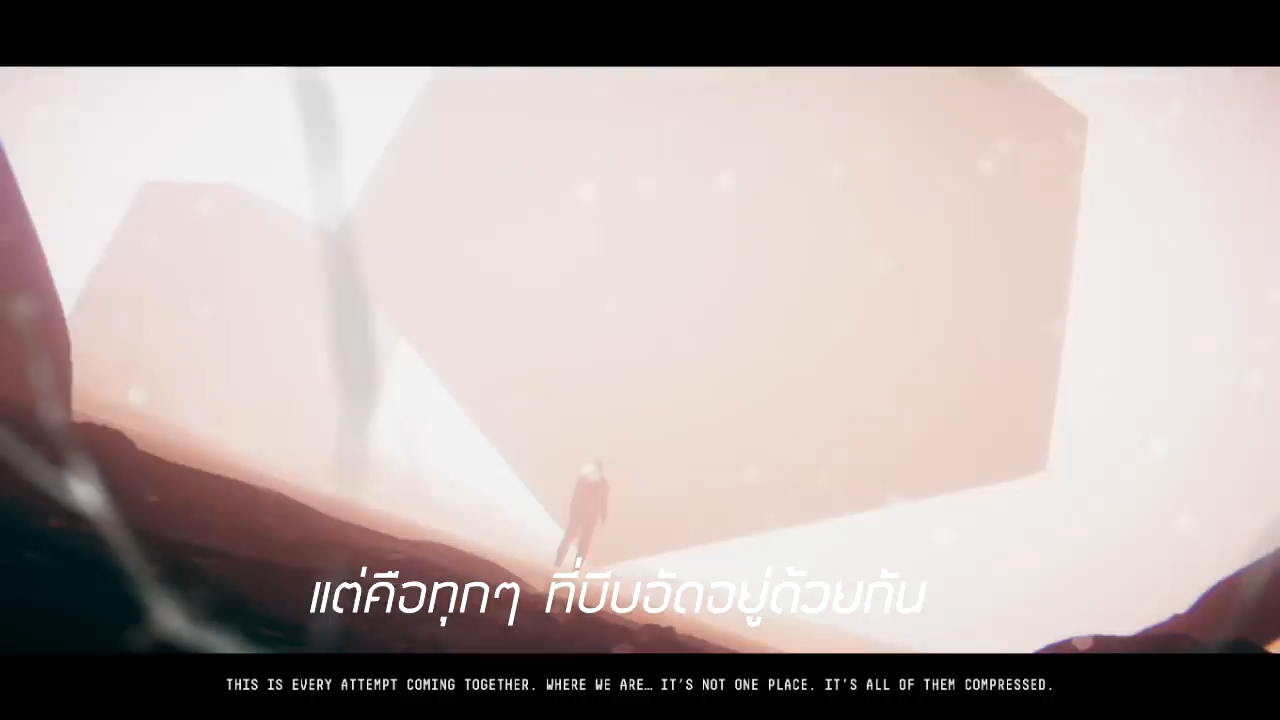 แต่คือทุกๆ ที่บีบอัดอยู่ด้วยกัน
THIS IS EVERY ATTEMPT COMING TOGETHER. WHERE WE ARE… IT'S NOT ONE PLACE. IT'S ALL OF THEM COMPRESSED.